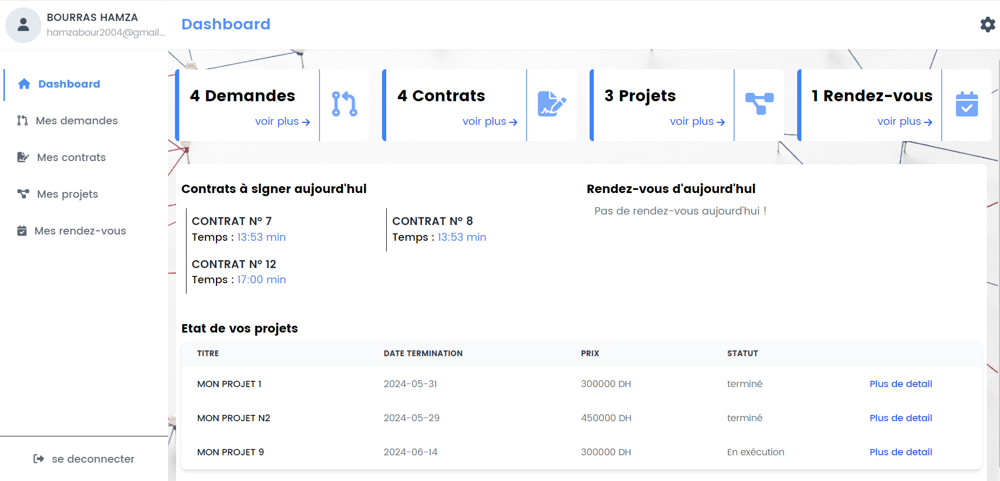 BOURRAS HAMZA
hamzabour2004@gmail...
Dashboard
Dashboard
Mes demandes
Mes contrats
Mes projets
Mes rendez-vous
se deconnecter
4 Demandes
voir plus →
4 Contrats
voir plus →
3 Projets
voir plus →
1 Rendez-vous
voir plus →
Contrats à signer aujourd'hui
CONTRAT N° 7
Temps : 13:53 min
CONTRAT N° 8
Temps : 13:53 min
CONTRAT N° 12
Temps : 17:00 min
Rendez-vous d'aujourd'hui
Pas de rendez-vous aujourd'hui !
Etat de vos projets
TITRE DATE TERMINATION PRIX STATUT
MON PROJET 1 2024-05-31 300000 DH terminé Plus de detail
MON PROJET N2 2024-05-29 450000 DH terminé Plus de detail
MON PROJET 9 2024-06-14 300000 DH En exécution Plus de detail